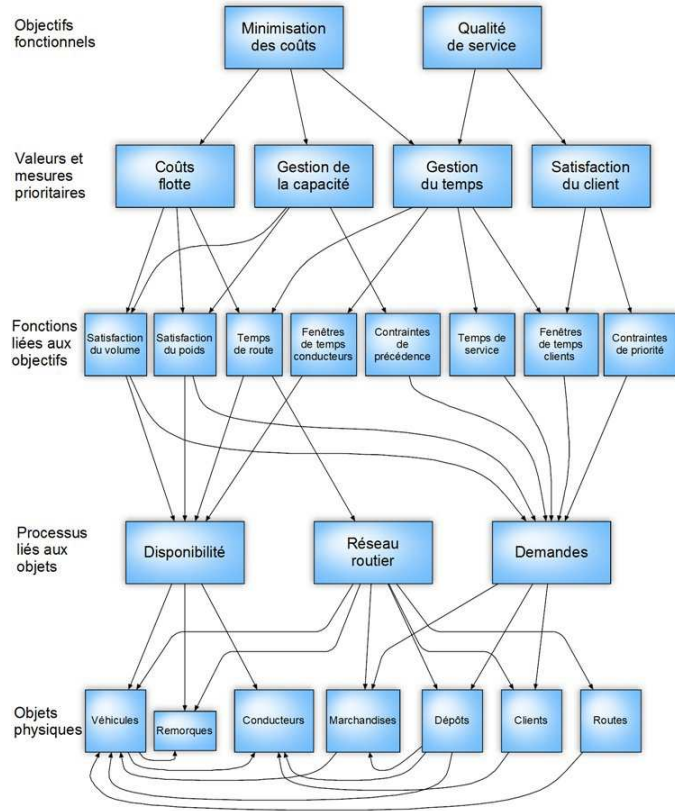 Objectifs
fonctionnels
Minimisation
des coûts
Qualité
de service
Valeurs et
mesures
prioritaires
Coûts
flotte
Gestion de
la capacité
Gestion
du temps
Satisfaction
du client
Fonctions
liées aux
objectifs
Satisfaction
du volume
Satisfaction
du poids
Temps
de route
Fenêtres
de temps
conducteurs
Contraintes
de
précédence
Temps de
service
Fenêtres
de temps
clients
Contraintes
de priorité
Processus
liés aux
objets
Disponibilité
Réseau
routier
Demandes
Objets
physiques
Véhicules
Remorques
Conducteurs
Marchandises
Dépôts
Clients
Routes